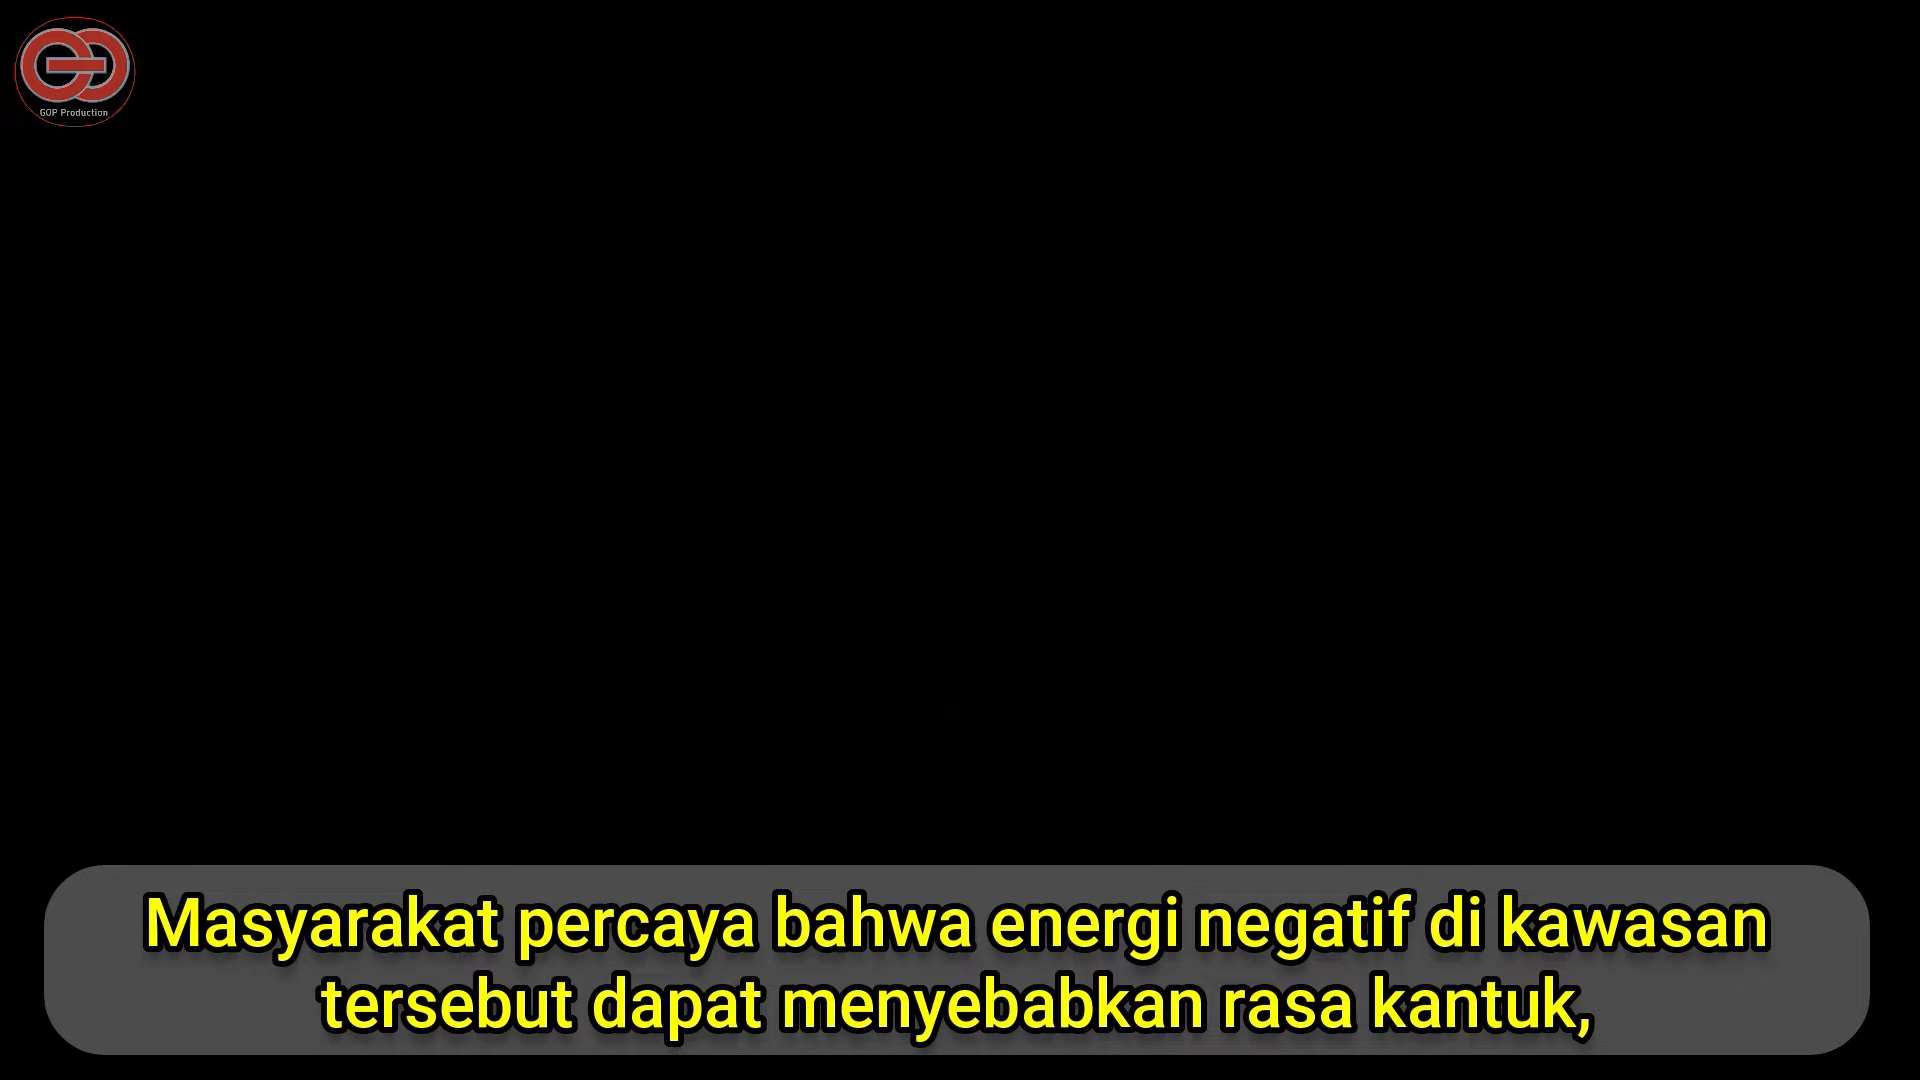 GOP Production
Masyarakat percaya bahwa energi negatif di kawasan
tersebut dapat menyebabkan rasa kantuk,